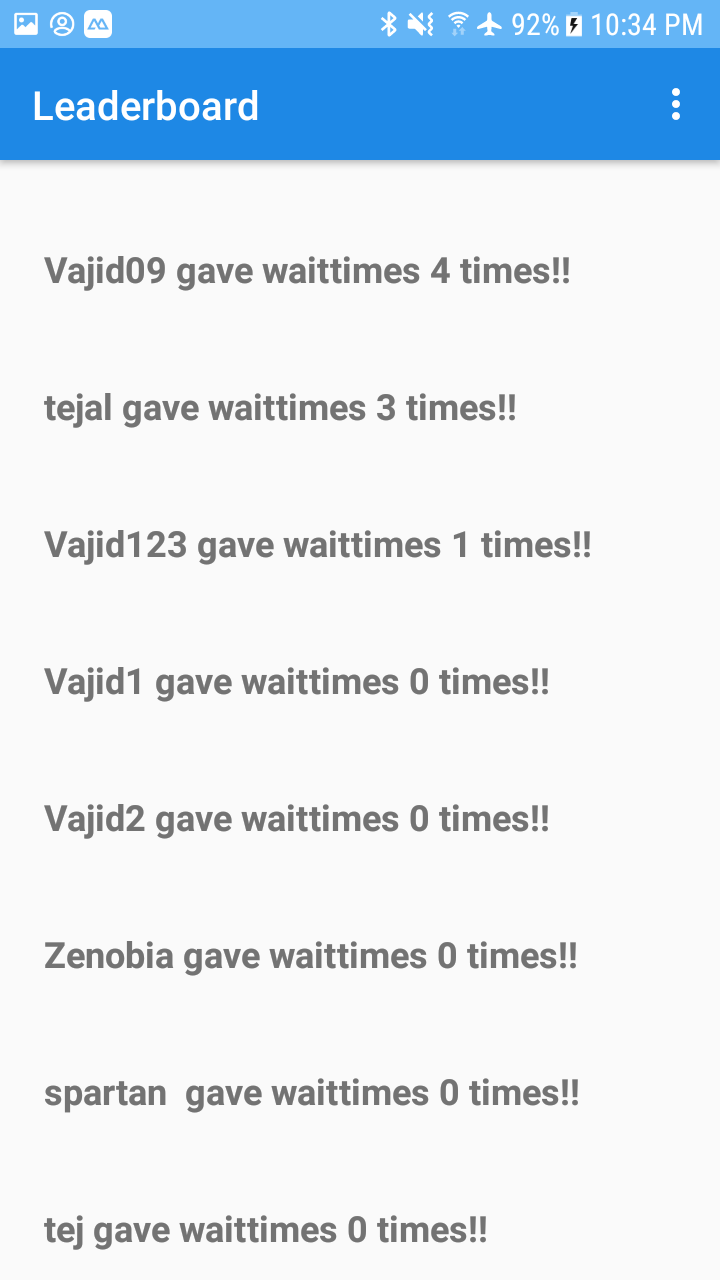 92% 10:34 PM
Leaderboard
Vajid09 gave waittimes 4 times!!
tejal gave waittimes 3 times!!
Vajid123 gave waittimes 1 times!!
Vajid1 gave waittimes 0 times!!
Vajid2 gave waittimes 0 times!!
Zenobia gave waittimes 0 times!!
spartan  gave waittimes 0 times!!
tej gave waittimes 0 times!!